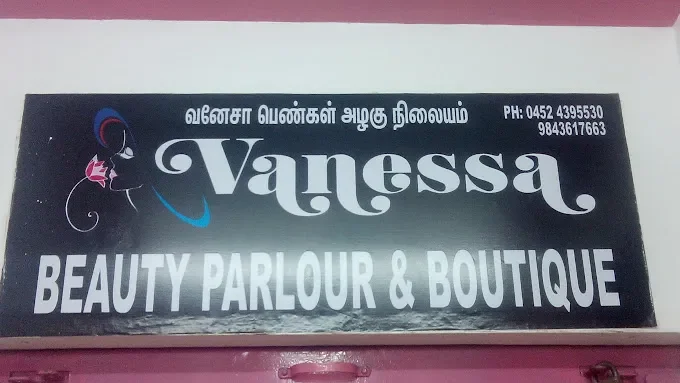 வனேசா பெண்கள் அழகு நிலையம்
PH: 0452 4395530
9843617663
Vanessa
BEAUTY PARLOUR & BOUTIQUE